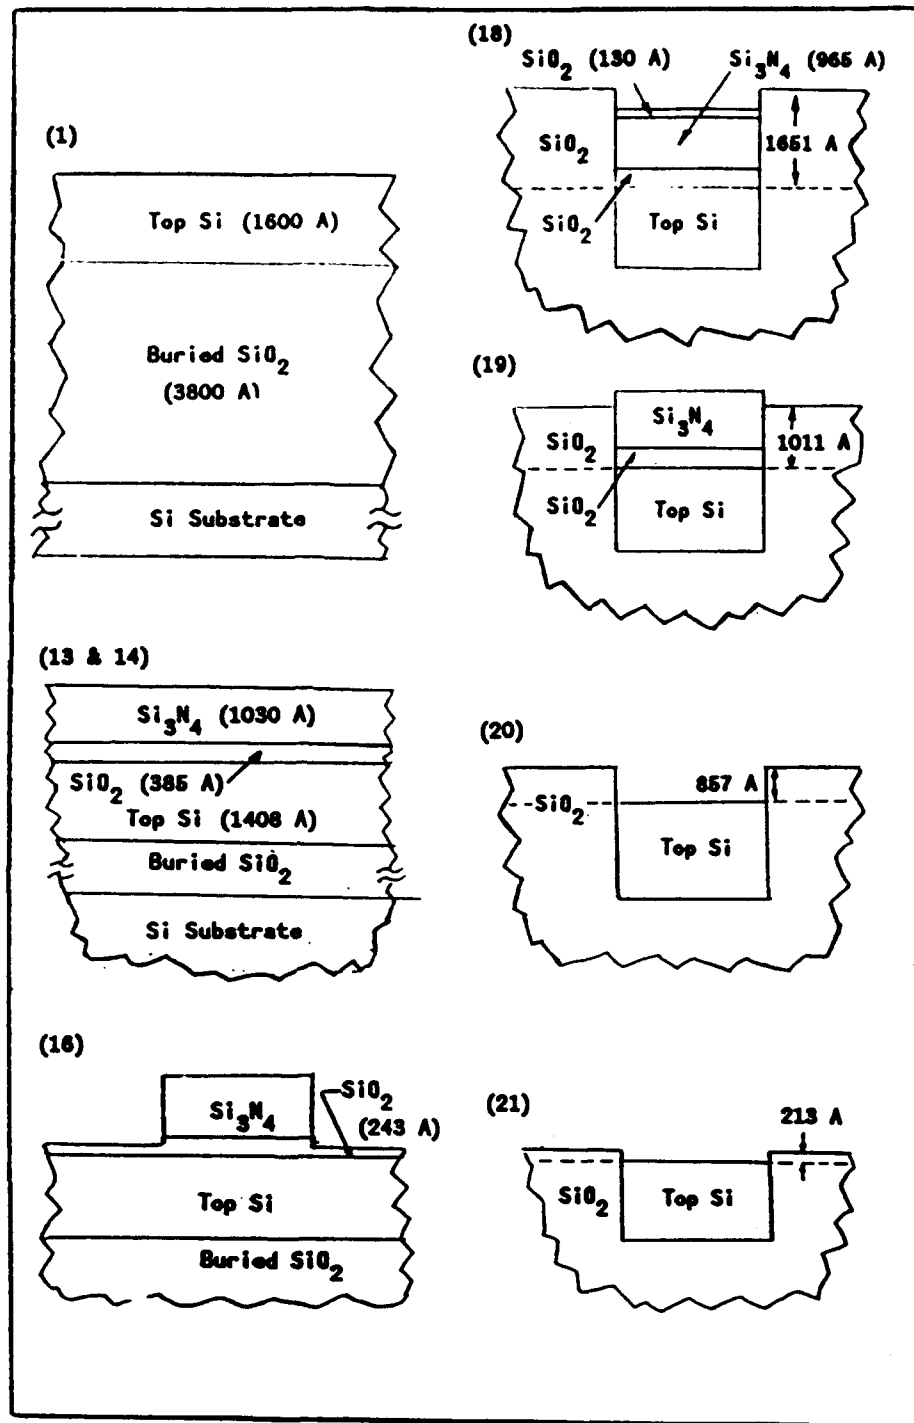 (1)
Top Si (1600 A)
Buried SiO2
(3800 A)
Si Substrate
(13 & 14)
Si3N4 (1030 A)
SiO2 (385 A)
Top Si (1408 A)
Buried SiO2
Si Substrate
(16)
SiO2
(243 A)
Si3N4
Top Si
Buried SiO2
(18)
SiO2 (130 A) Si3N4 (965 A)
SiO2
1651 A
SiO2 Top Si
(19)
Si3N4
SiO2
1011 A
SiO2 Top Si
(20)
857 A
SiO2
Top Si
(21)
213 A
SiO2 Top Si